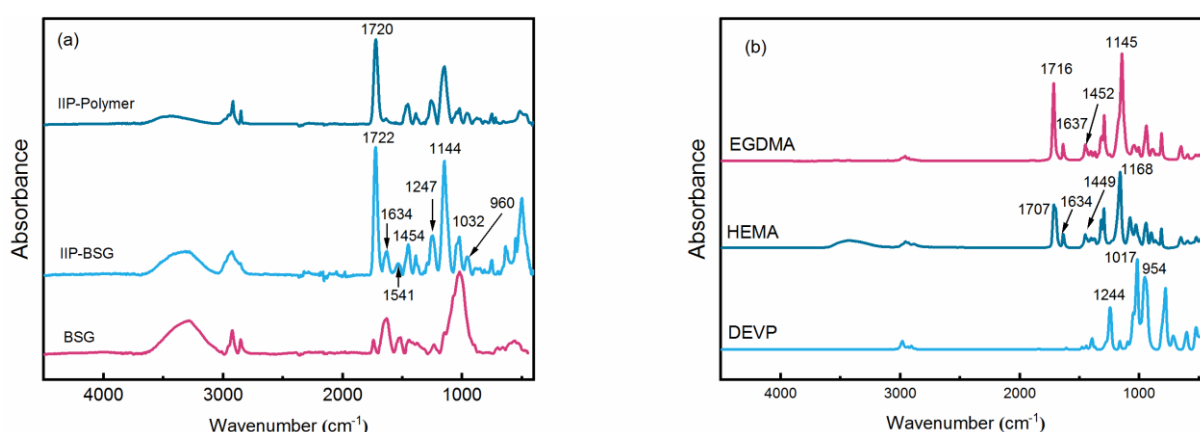 (a)
1720
IIP-Polymer
1722
1144
1247
1634
1454
1032
960
IIP-BSG
1541
BSG
Absorbance
4000
3000
2000
1000
Wavenumber (cm-1)
(b)
1145
1716
1452
1637
EGDMA
1168
1449
1634
1707
HEMA
1017
954
1244
DEVP
Absorbance
4000
3000
2000
1000
Wavenumber (cm-1)